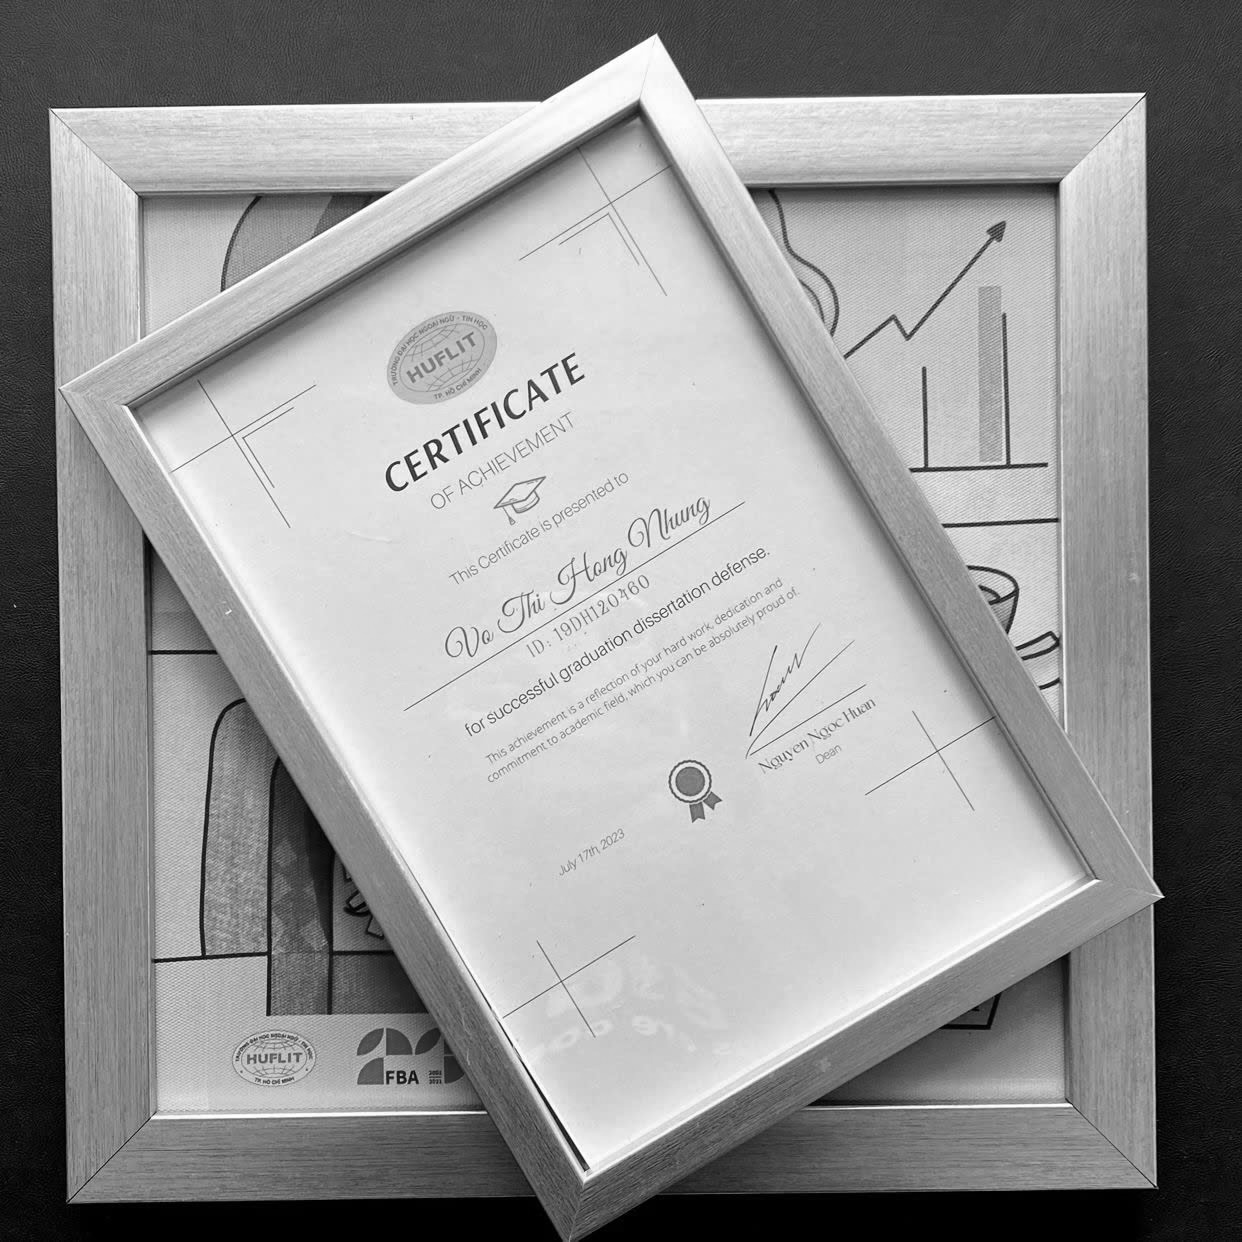 TRƯỜNG ĐẠI HỌC NGOẠI NGỮ - TIN HỌC
HUFLIT
TP. HỒ CHÍ MINH
CERTIFICATE
OF ACHIEVEMENT
This Certificate is presented to
Vo Thi Hong Nhung
ID: 19DH120460
for successful graduation dissertation defense.
This achievement is a reflection of your hard work, dedication and
commitment to academic field, which you can be absolutely proud of.
Nguyen Ngoc Huan
Dean
July 17th, 2023
TRƯỜNG ĐẠI HỌC NGOẠI NGỮ - TIN HỌC
HUFLIT
TP. HỒ CHÍ MINH
FBA
2001
2021